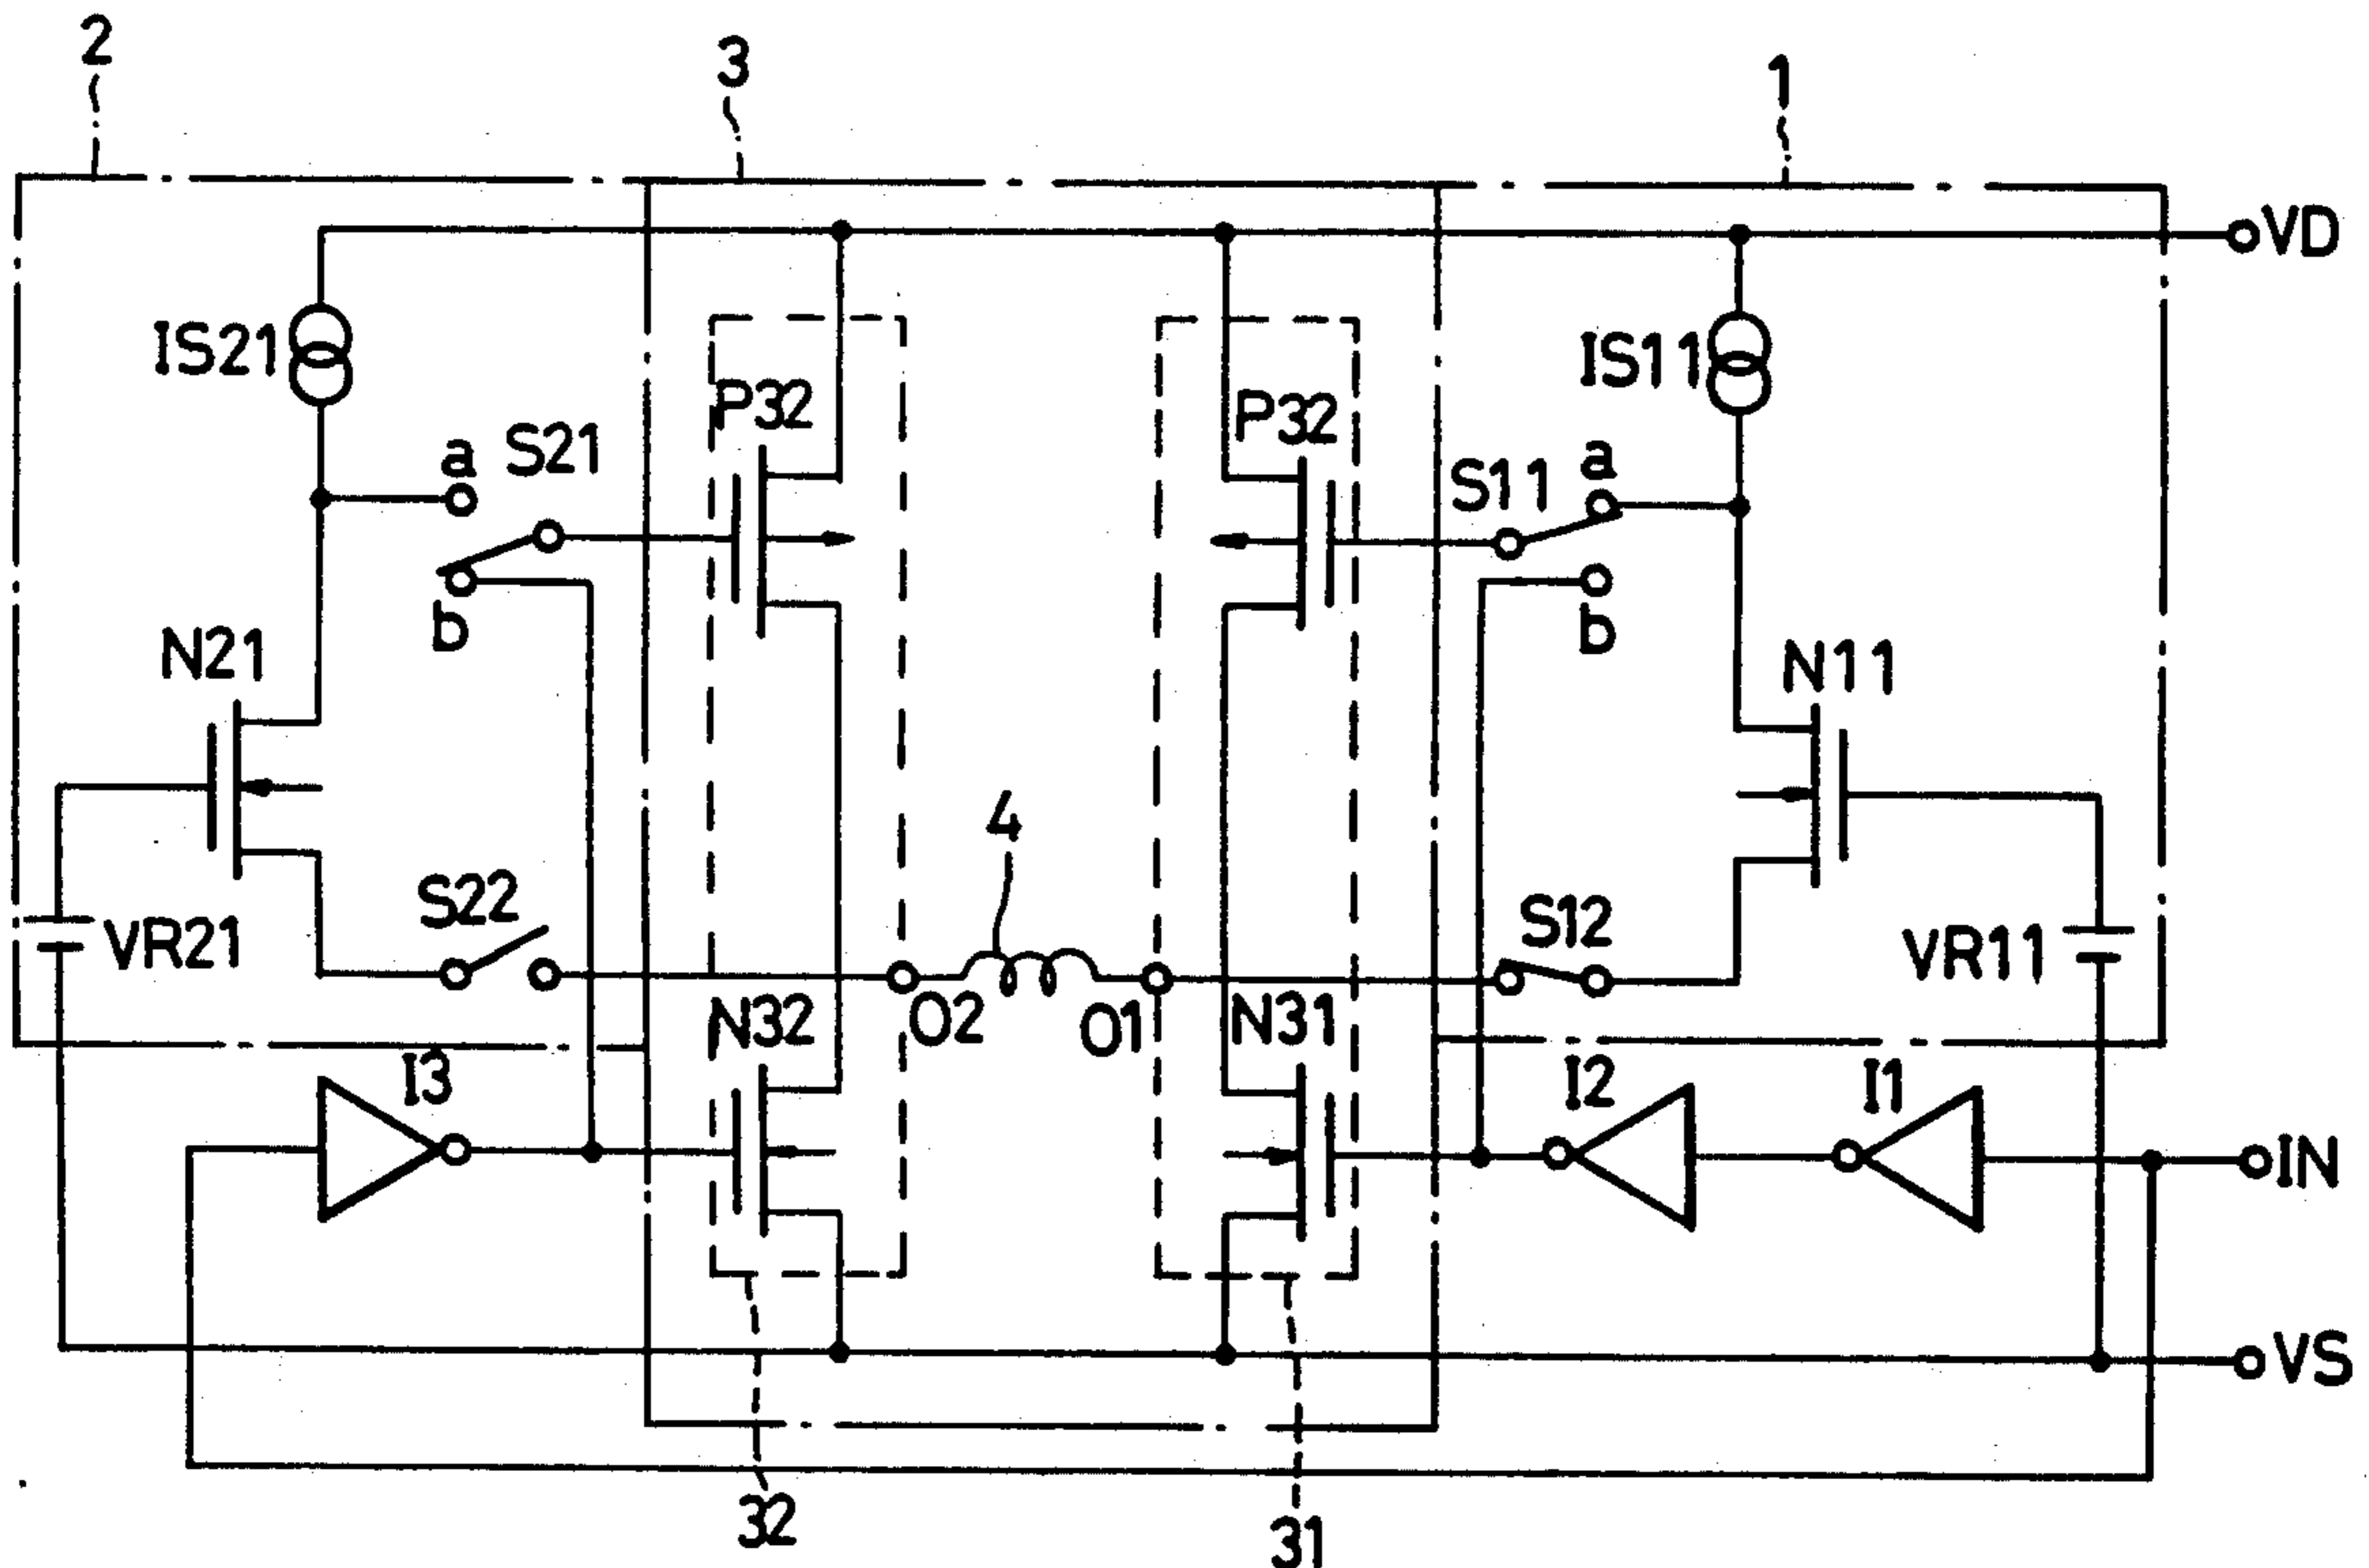 2
3
1
VD
IS21
IS11
P32
P32
a
S21
S11
a
b
b
N21
N11
4
S22
S12
VR21
VR11
N32
O2
O1
N31
I3
I2
I1
IN
VS
32
31